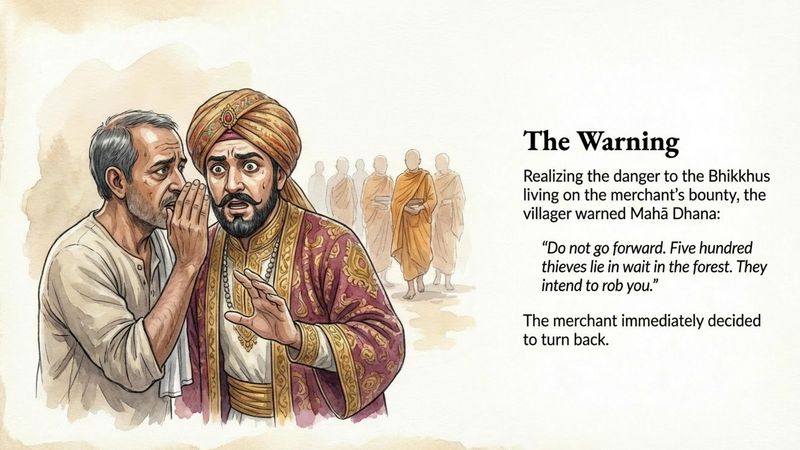 The Warning
Realizing the danger to the Bhikkhus
living on the merchant's bounty, the
villager warned Mahā Dhana:
“Do not go forward. Five hundred
thieves lie in wait in the forest. They
intend to rob you.”
The merchant immediately decided
to turn back.